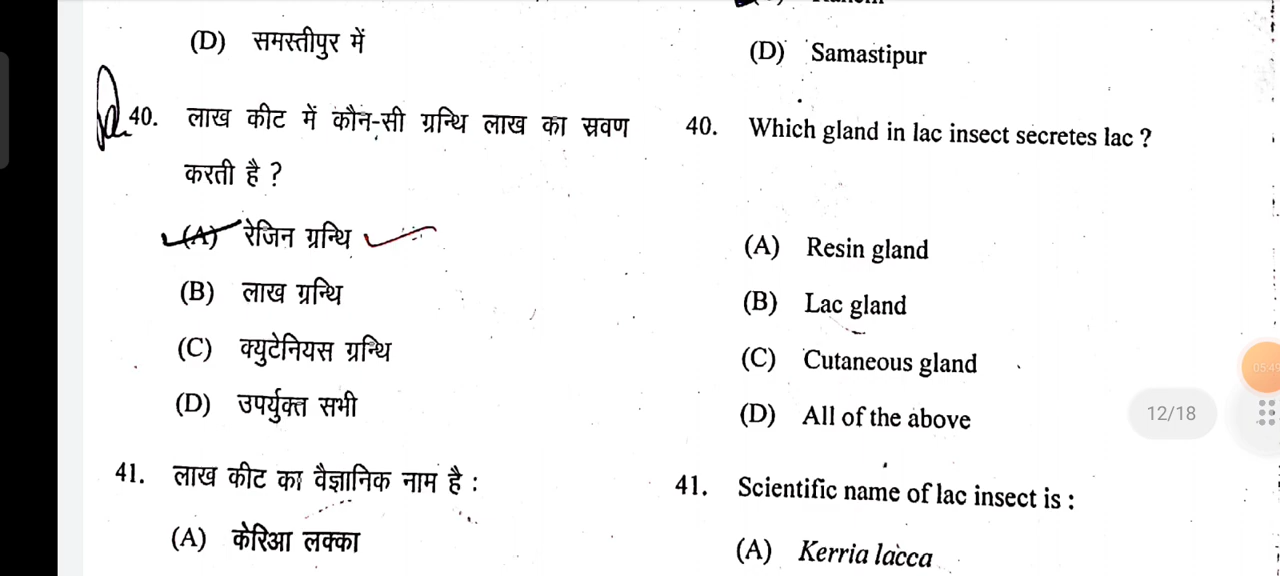 (D) समस्तीपुर में
40. लाख कीट में कौन-सी ग्रन्थि लाख का स्रवण
करती है ?
(A) रेजिन ग्रन्थि
(B) लाख ग्रन्थि
(C) क्युटेनियस ग्रन्थि
(D) उपर्युक्त सभी
41. लाख कीट का वैज्ञानिक नाम है :
(A) केरिआ लक्का
(D) Samastipur
40. Which gland in lac insect secretes lac ?
(A) Resin gland
(B) Lac gland
(C) Cutaneous gland
(D) All of the above
41. Scientific name of lac insect is :
(A) Kerria lacca
12/18
05:49